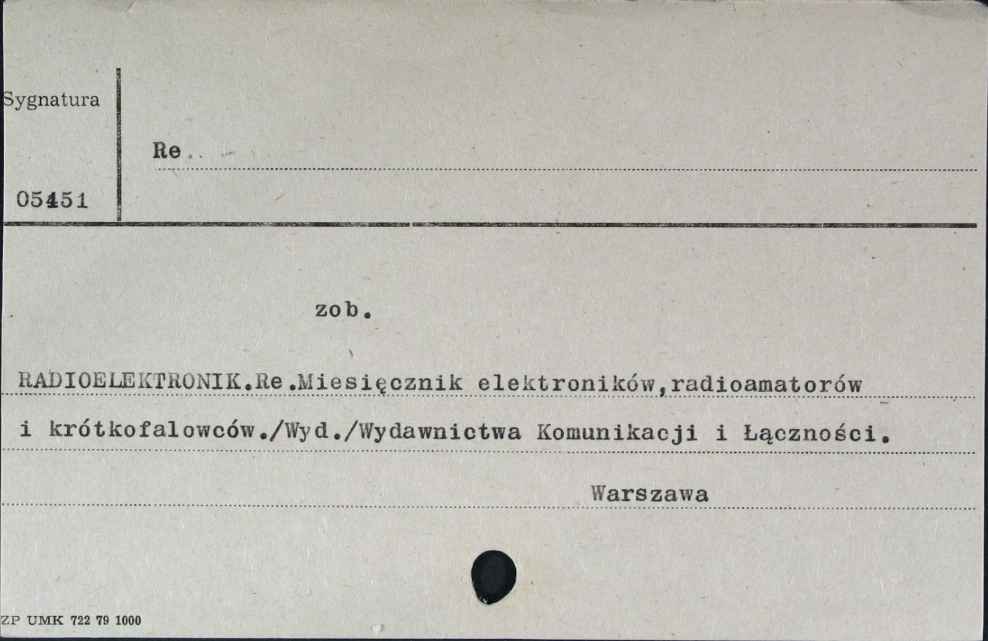 Sygnatura
Re
05451
zob.
RADIOELEKTRONIK.Re.Miesięcznik elektroników,radioamatorów
i krótkofalowców./Wyd./Wydawnictwa Komunikacji i Łączności.
Warszawa
ZP UMK 722 79 1000